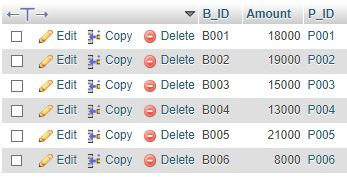 B_ID Amount P_ID
Edit Copy Delete B001 18000 P001
Edit Copy Delete B002 19000 P002
Edit Copy Delete B003 15000 P003
Edit Copy Delete B004 13000 P004
Edit Copy Delete B005 21000 P005
Edit Copy Delete B006 8000 P006